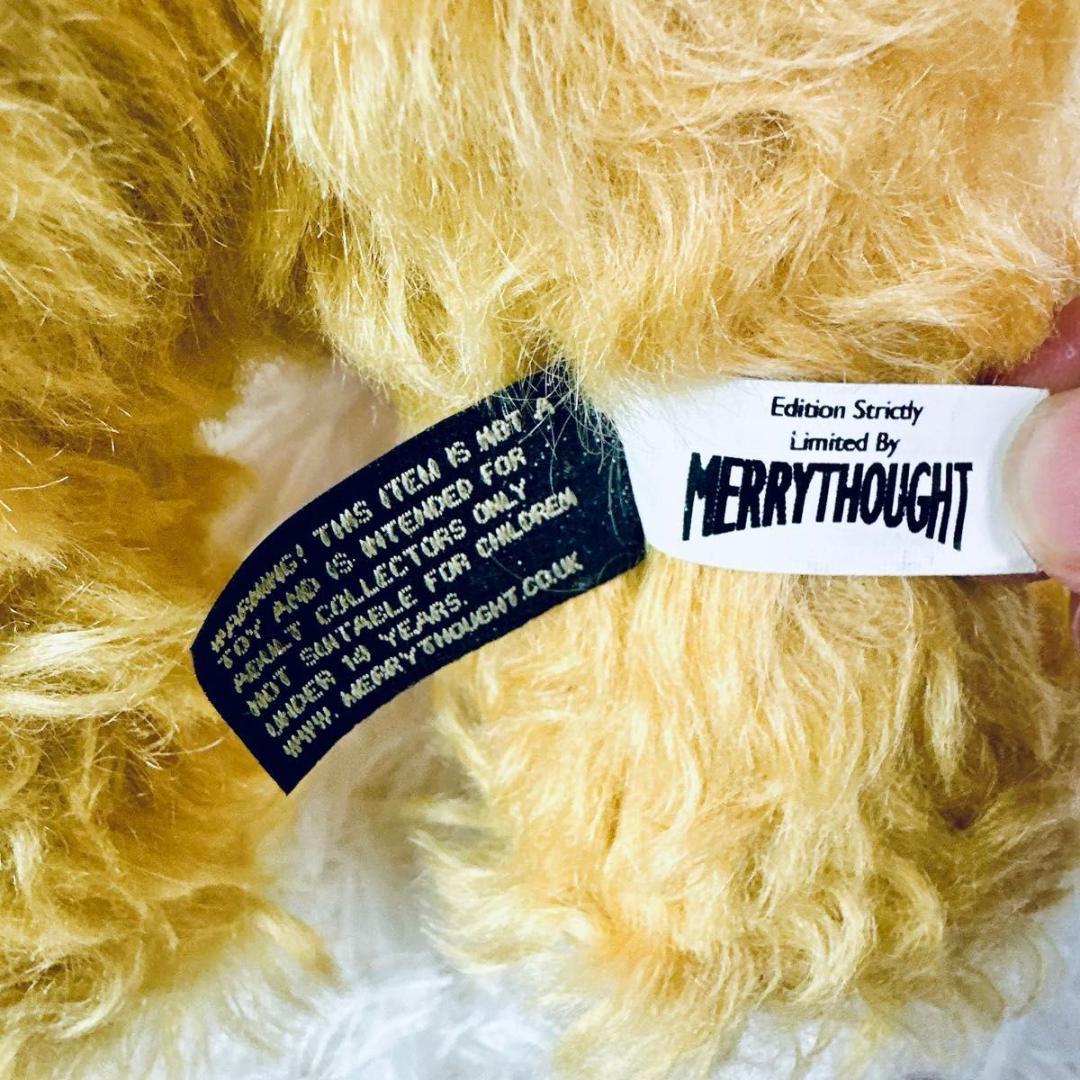 WARNING! THIS ITEM IS NOT A
TOY AND IS INTENDED FOR
ADULT COLLECTORS ONLY
NOT SUITABLE FOR CHILDREN
UNDER 14 YEARS.
WWW.MERRYTHOUGHT.CO.UK
Edition Strictly
Limited By
MERRYTHOUGHT